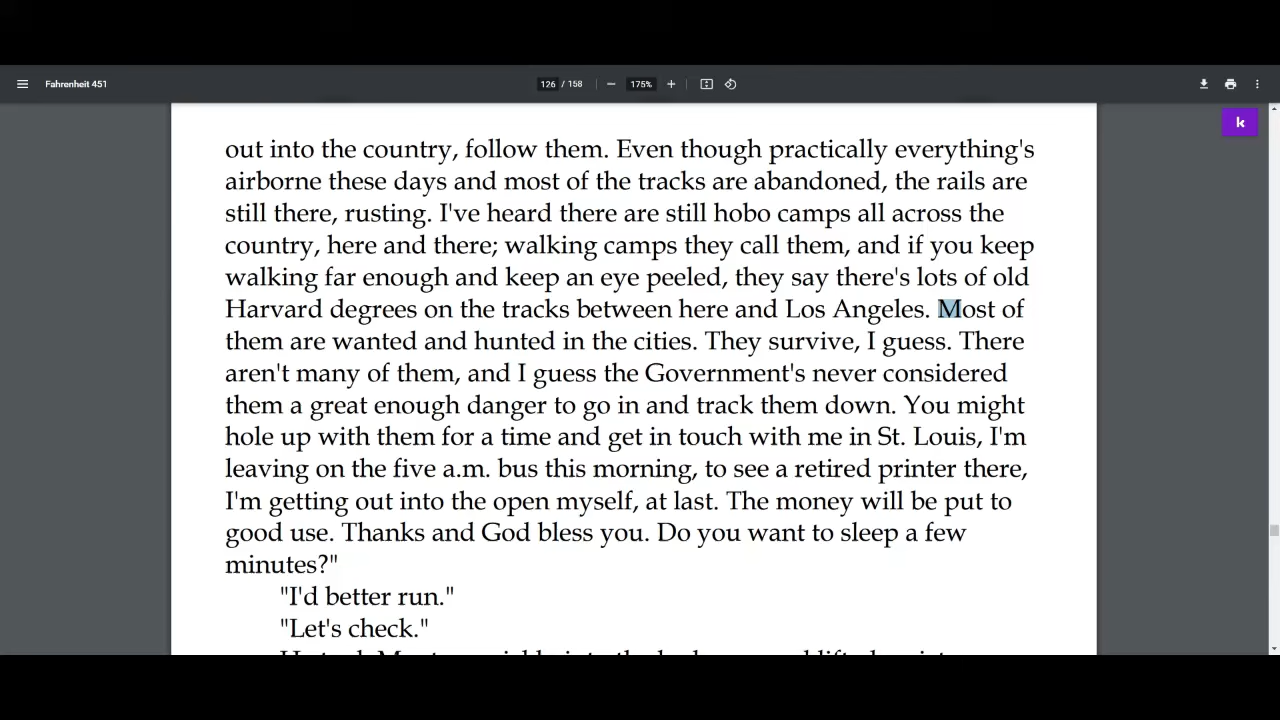 Fahrenheit 451
126 / 158
175%
k
out into the country, follow them. Even though practically everything's
airborne these days and most of the tracks are abandoned, the rails are
still there, rusting. I've heard there are still hobo camps all across the
country, here and there; walking camps they call them, and if you keep
walking far enough and keep an eye peeled, they say there's lots of old
Harvard degrees on the tracks between here and Los Angeles. Most of
them are wanted and hunted in the cities. They survive, I guess. There
aren't many of them, and I guess the Government's never considered
them a great enough danger to go in and track them down. You might
hole up with them for a time and get in touch with me in St. Louis, I'm
leaving on the five a.m. bus this morning, to see a retired printer there,
I'm getting out into the open myself, at last. The money will be put to
good use. Thanks and God bless you. Do you want to sleep a few
minutes?"
"I'd better run."
"Let's check."